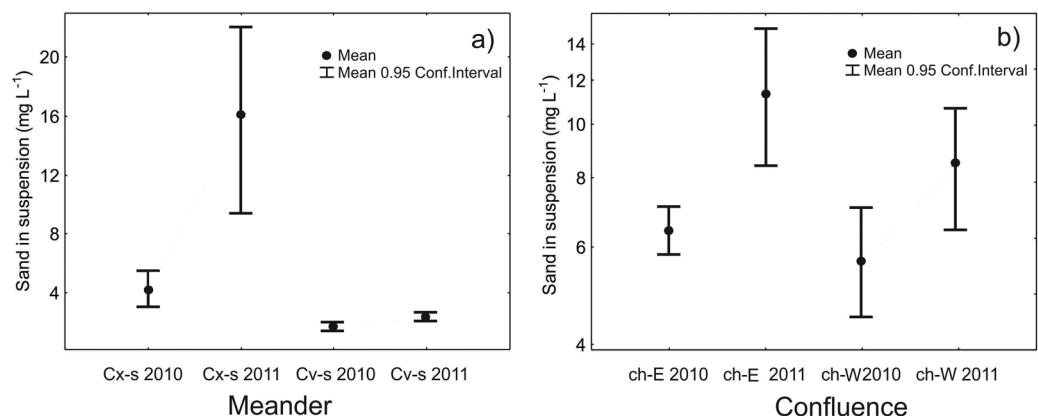 a)
Mean
Mean 0.95 Conf.Interval
Sand in suspension (mg L⁻¹)
20
16
12
8
4
Cx-s 2010 Cx-s 2011 Cv-s 2010 Cv-s 2011
Meander
b)
Mean
Mean 0.95 Conf.Interval
Sand in suspension (mg L⁻¹)
14
12
10
8
6
4
ch-E 2010 ch-E 2011 ch-W2010 ch-W 2011
Confluence